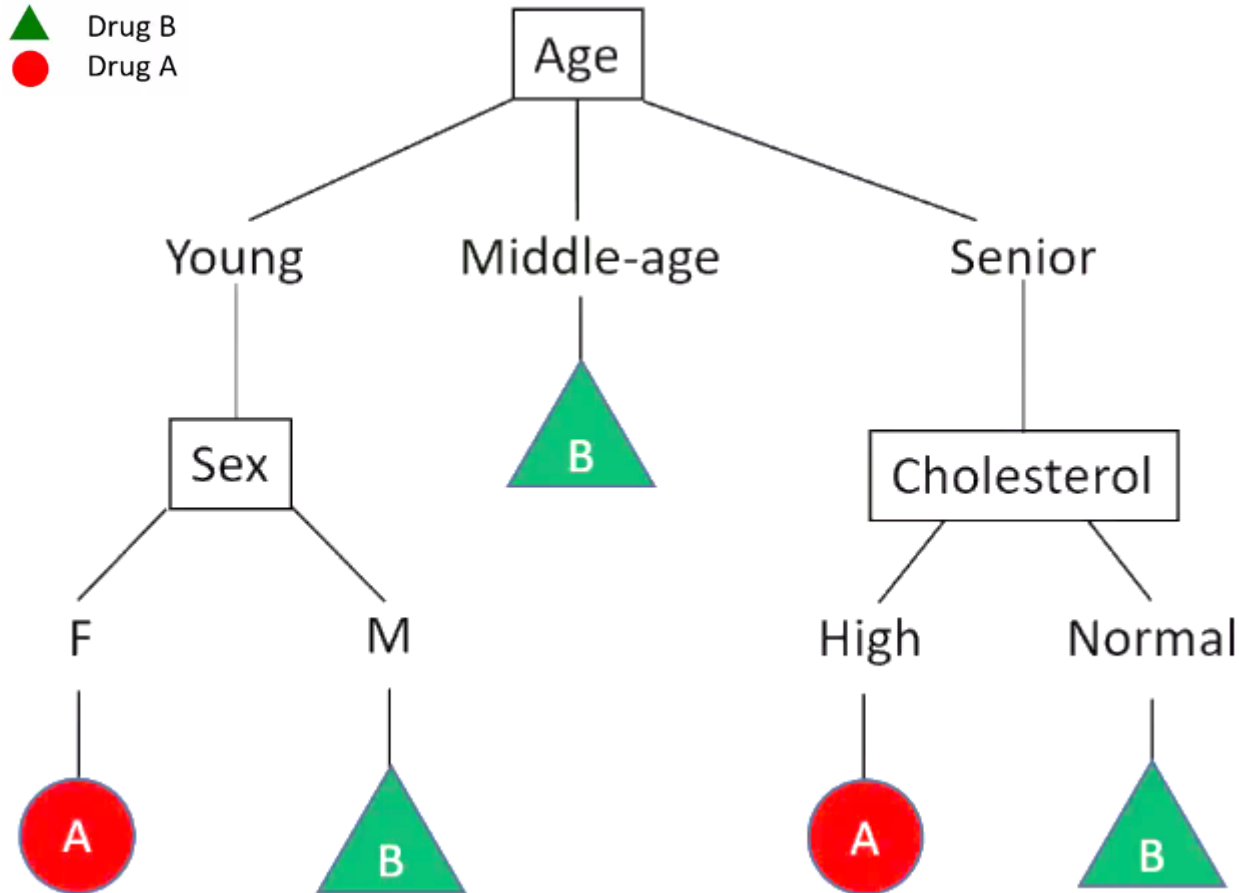 Drug B
Drug A
Age
Young
Middle-age
Senior
B
Sex
Cholesterol
F
M
High
Normal
A
B
A
B